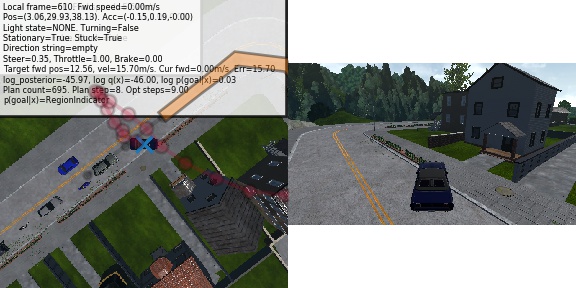 Local frame=610: Fwd.speed=0.00m/s
Pos=(3.06,29.93,38.13). Acc=(-0.15,0.19,-0.00)
Light state=NONE. Turning=False
Stationary=True. Stuck=True
Direction string=empty
Steer=0.35, Throttle=1.00, Brake=0.00
Target fwd pos=12.56, vel=15.70m/s. Cur fwd=0.00m/s, Err=15.70
log_posterior=-45.97, log q(x)=-46.00, log p(goal|x)=0.03
Plan count=695. Plan step=8. Opt steps=9.00
p(goal|x)=RegionIndicator